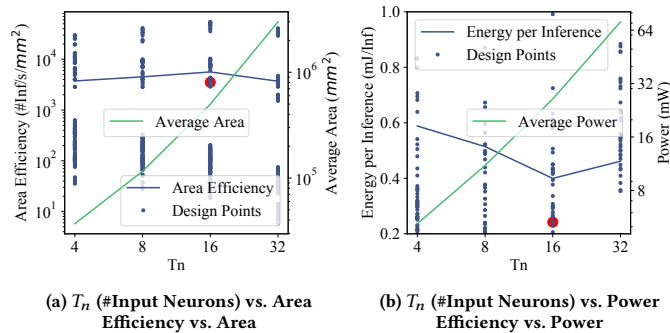 Area Efficiency (#Inf/s/mm²)
10⁴
10³
10²
10¹
Average Area
Area Efficiency
Design Points
4
8
16
32
Tn
10⁶
10⁵
Average Area (mm²)
(a) Tₙ (#Input Neurons) vs. Area
Efficiency vs. Area
Energy per Inference (mJ/Inf)
1.0
0.8
0.6
0.4
0.2
Energy per Inference
Design Points
Average Power
4
8
16
32
Tn
64
32
16
8
Power (mW)
(b) Tₙ (#Input Neurons) vs. Power
Efficiency vs. Power